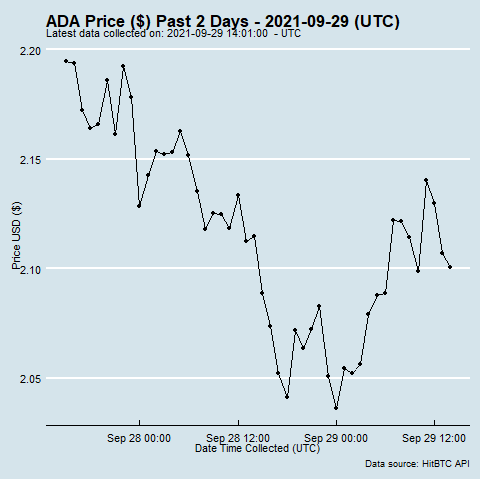 ADA Price ($) Past 2 Days - 2021-09-29 (UTC)
Latest data collected on: 2021-09-29 14:01:00  - UTC
2.20
2.15
2.10
2.05
Price USD ($)
Sep 28 00:00
Sep 28 12:00
Sep 29 00:00
Sep 29 12:00
Date Time Collected (UTC)
Data source: HitBTC API